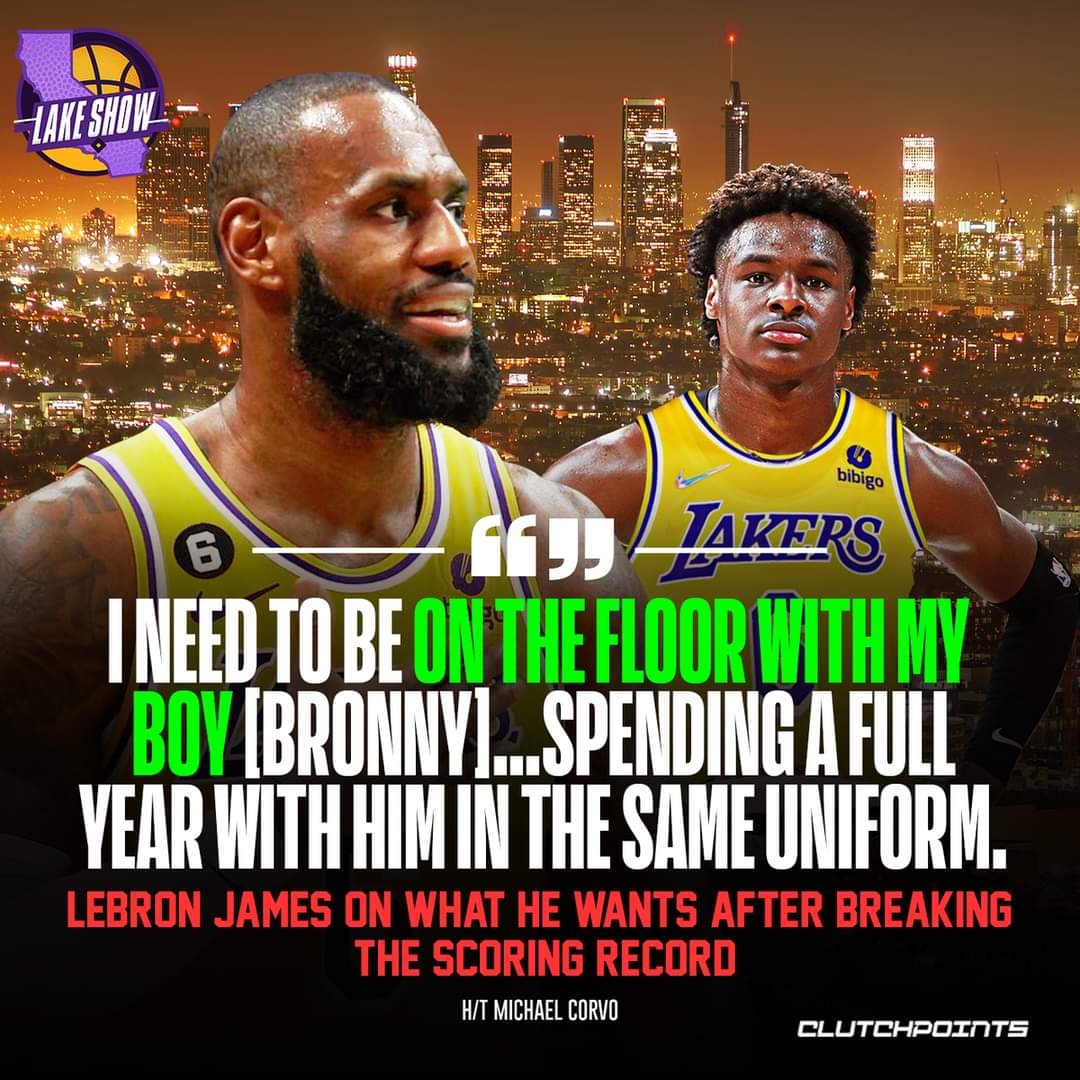 LAKE SHOW
6
bibigo
LAKERS
“”
I NEED TO BE ON THE FLOOR WITH MY
BOY [BRONNY]...SPENDING A FULL
YEAR WITH HIM IN THE SAME UNIFORM.
LEBRON JAMES ON WHAT HE WANTS AFTER BREAKING
THE SCORING RECORD
H/T MICHAEL CORVO
CLUTCHPOINTS